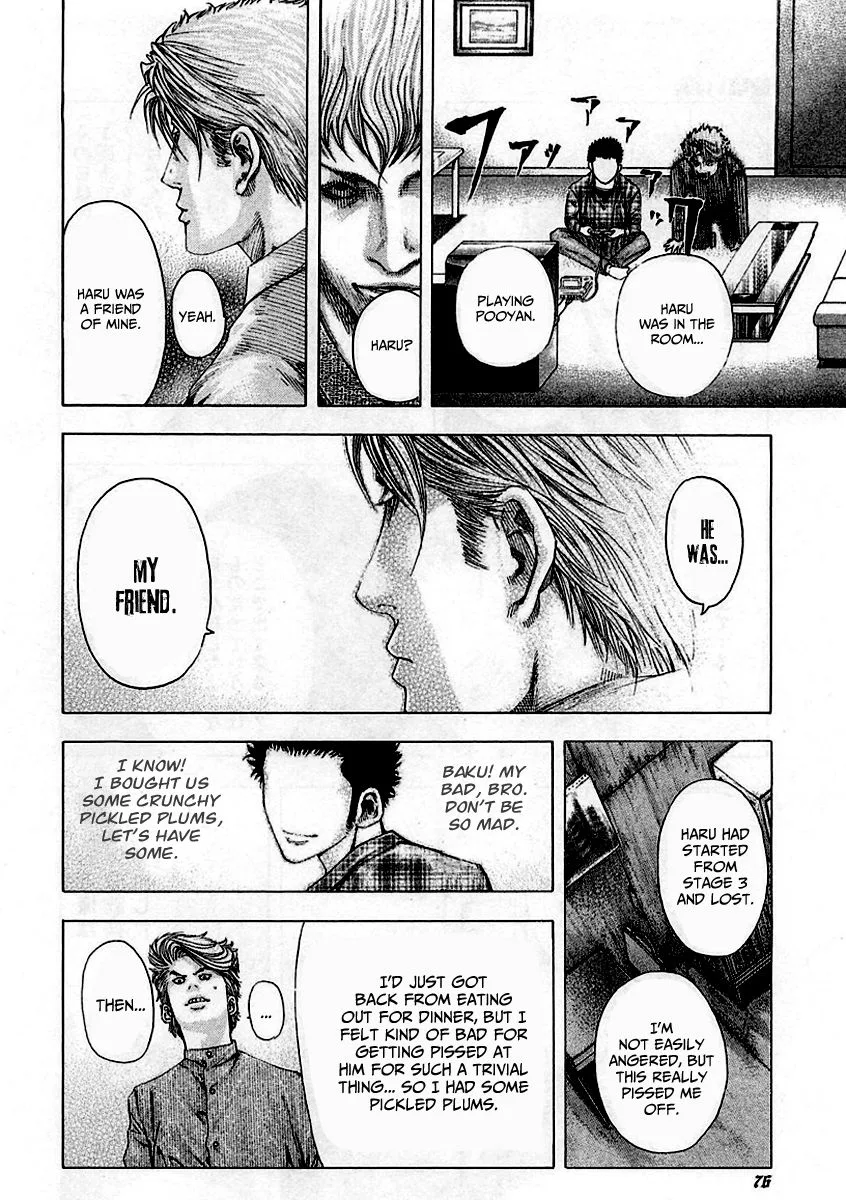 HARU
WAS IN THE
ROOM...
PLAYING
POOYAN.
HARU?
YEAH.
HARU WAS
A FRIEND
OF MINE.
HE
WAS...
MY
FRIEND.
HARU HAD
STARTED
FROM
STAGE 3
AND LOST.
I'M
NOT EASILY
ANGERED, BUT
THIS REALLY
PISSED ME
OFF.
BAKU! MY
BAD, BRO.
DON'T BE
SO MAD.
I KNOW!
I BOUGHT US
SOME CRUNCHY
PICKLED PLUMS,
LET'S HAVE
SOME.
I'D JUST GOT
BACK FROM EATING
OUT FOR DINNER, BUT I
FELT KIND OF BAD FOR
GETTING PISSED AT
HIM FOR SUCH A TRIVIAL
THING... SO I HAD SOME
PICKLED PLUMS.
...
THEN...
76